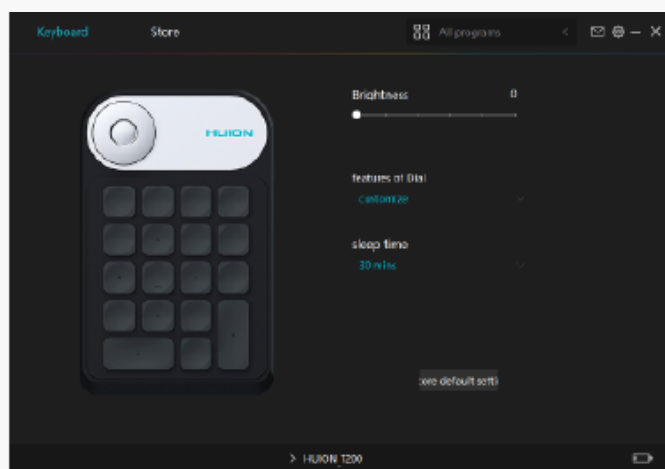 Keyboard Store All programs
Brightness 0
HUION
features of Dial
customize
sleep time
30 mins
ore default setti
HUION_T200